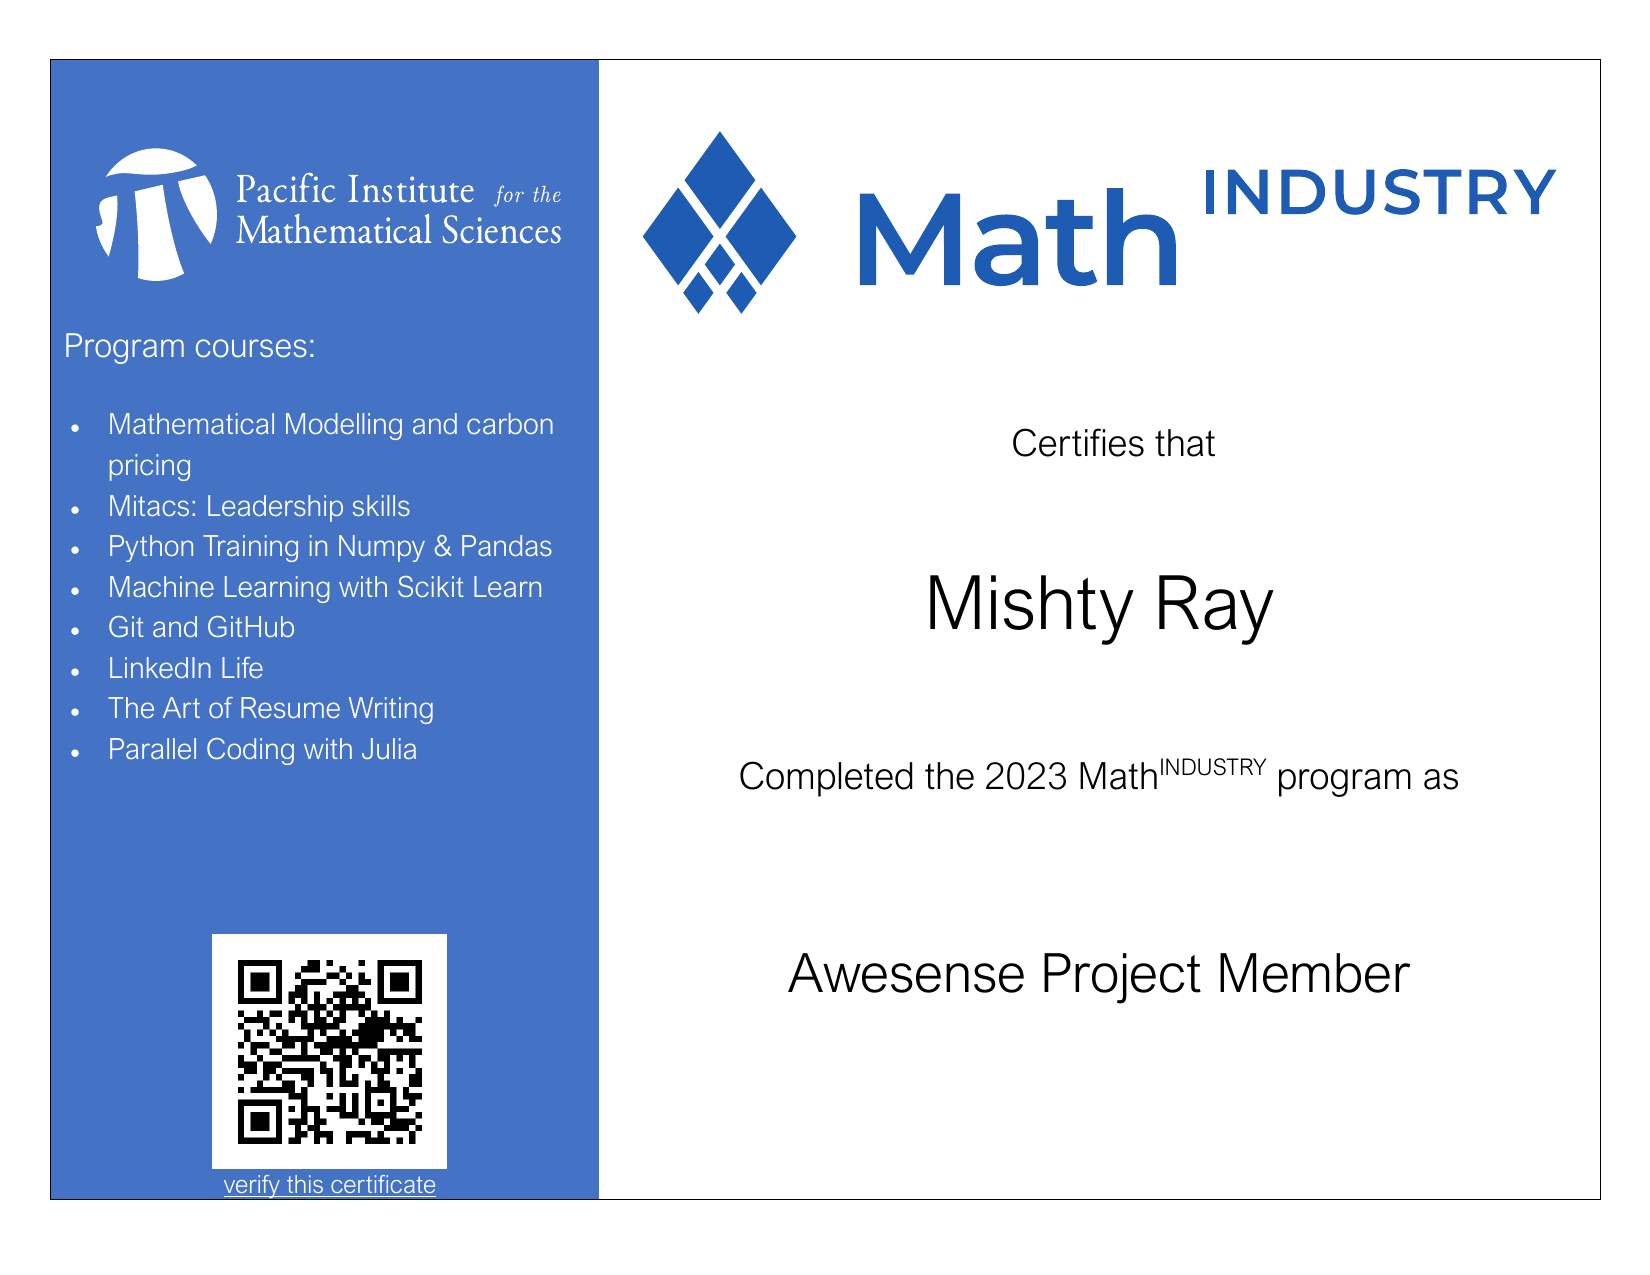 Pacific Institute for the
Mathematical Sciences
Program courses:
• Mathematical Modelling and carbon
pricing
• Mitacs: Leadership skills
• Python Training in Numpy & Pandas
• Machine Learning with Scikit Learn
• Git and GitHub
• LinkedIn Life
• The Art of Resume Writing
• Parallel Coding with Julia
verify this certificate
Math INDUSTRY
Certifies that
Mishty Ray
Completed the 2023 MathINDUSTRY program as
Awesense Project Member